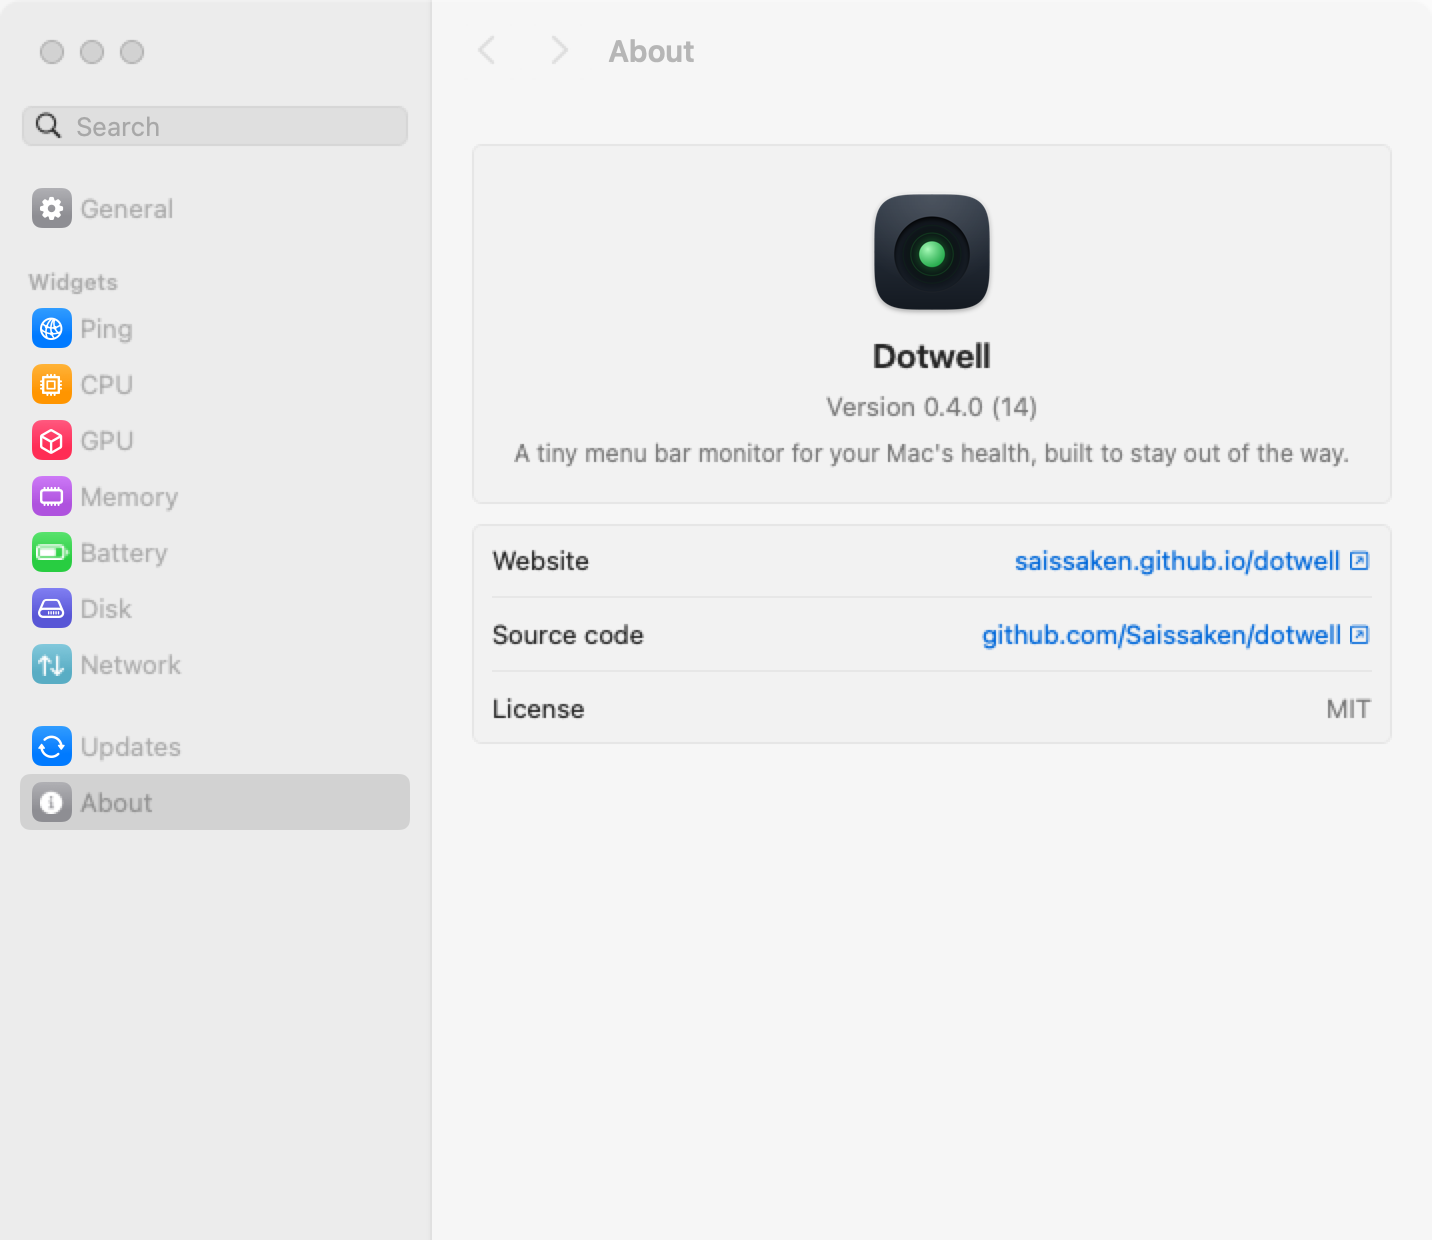 About
Search
General
Widgets
Ping
CPU
GPU
Memory
Battery
Disk
Network
Updates
About
Dotwell
Version 0.4.0 (14)
A tiny menu bar monitor for your Mac's health, built to stay out of the way.
Website saissaken.github.io/dotwell
Source code github.com/Saissaken/dotwell
License MIT